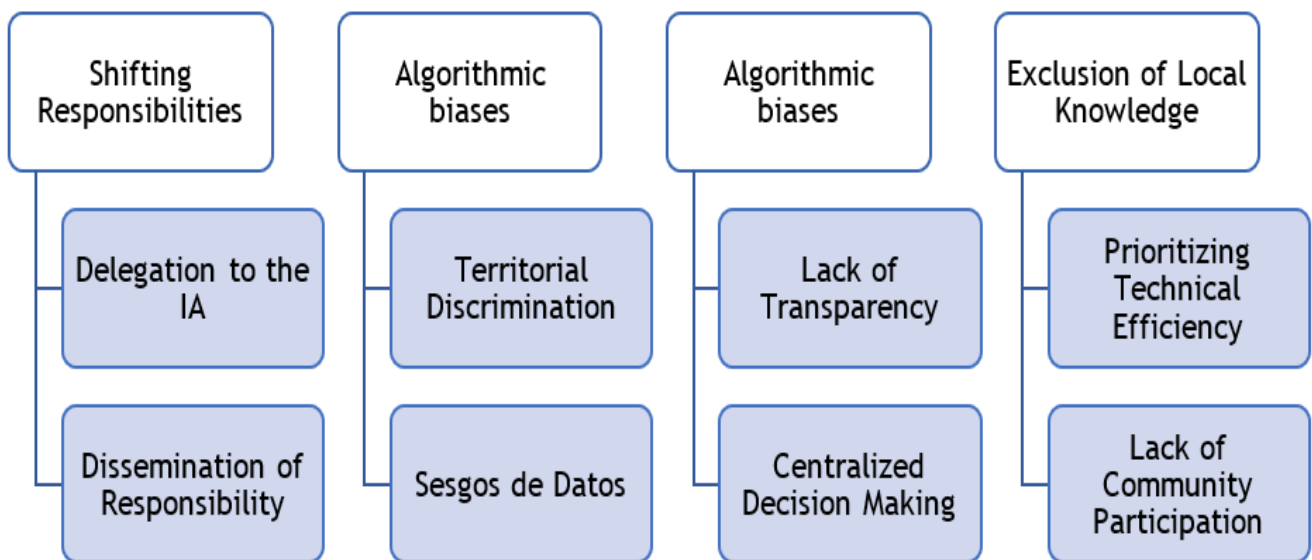 Shifting
Responsibilities
Delegation to the
IA
Dissemination of
Responsibility
Algorithmic
biases
Territorial
Discrimination
Sesgos de Datos
Algorithmic
biases
Lack of
Transparency
Centralized
Decision Making
Exclusion of Local
Knowledge
Prioritizing
Technical
Efficiency
Lack of
Community
Participation